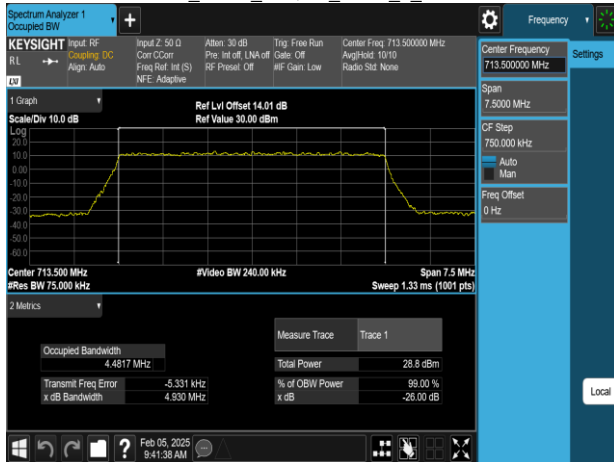 Spectrum Analyzer 1
Occupied BW
+
Frequency
KEYSIGHT
R L
LXI
Input: RF
Coupling: DC
Align: Auto
Input Z: 50 Ω
Corr CCorr
Freq Ref: Int (S)
NFE: Adaptive
Atten: 30 dB
Pre: Int off, LNA off
RF Preset: Off
Trig: Free Run
Gate: Off
#IF Gain: Low
Center Freq: 713.500000 MHz
Avg|Hold: 10/10
Radio Std: None
Center Frequency
713.500000 MHz
Settings
Span
7.5000 MHz
CF Step
750.000 kHz
Auto
Man
Freq Offset
0 Hz
1 Graph
Scale/Div 10.0 dB
Ref Lvl Offset 14.01 dB
Ref Value 30.00 dBm
Log
20.0
10.0
0.00
-10.0
-20.0
-30.0
-40.0
-50.0
-60.0
Center 713.500 MHz
#Video BW 240.00 kHz
Span 7.5 MHz
#Res BW 75.000 kHz
Sweep 1.33 ms (1001 pts)
2 Metrics
Measure Trace
Trace 1
Occupied Bandwidth
4.4817 MHz
Total Power
28.8 dBm
Transmit Freq Error
-5.331 kHz
% of OBW Power
99.00 %
x dB Bandwidth
4.930 MHz
x dB
-26.00 dB
Local
?
Feb 05, 2025
9:41:38 AM